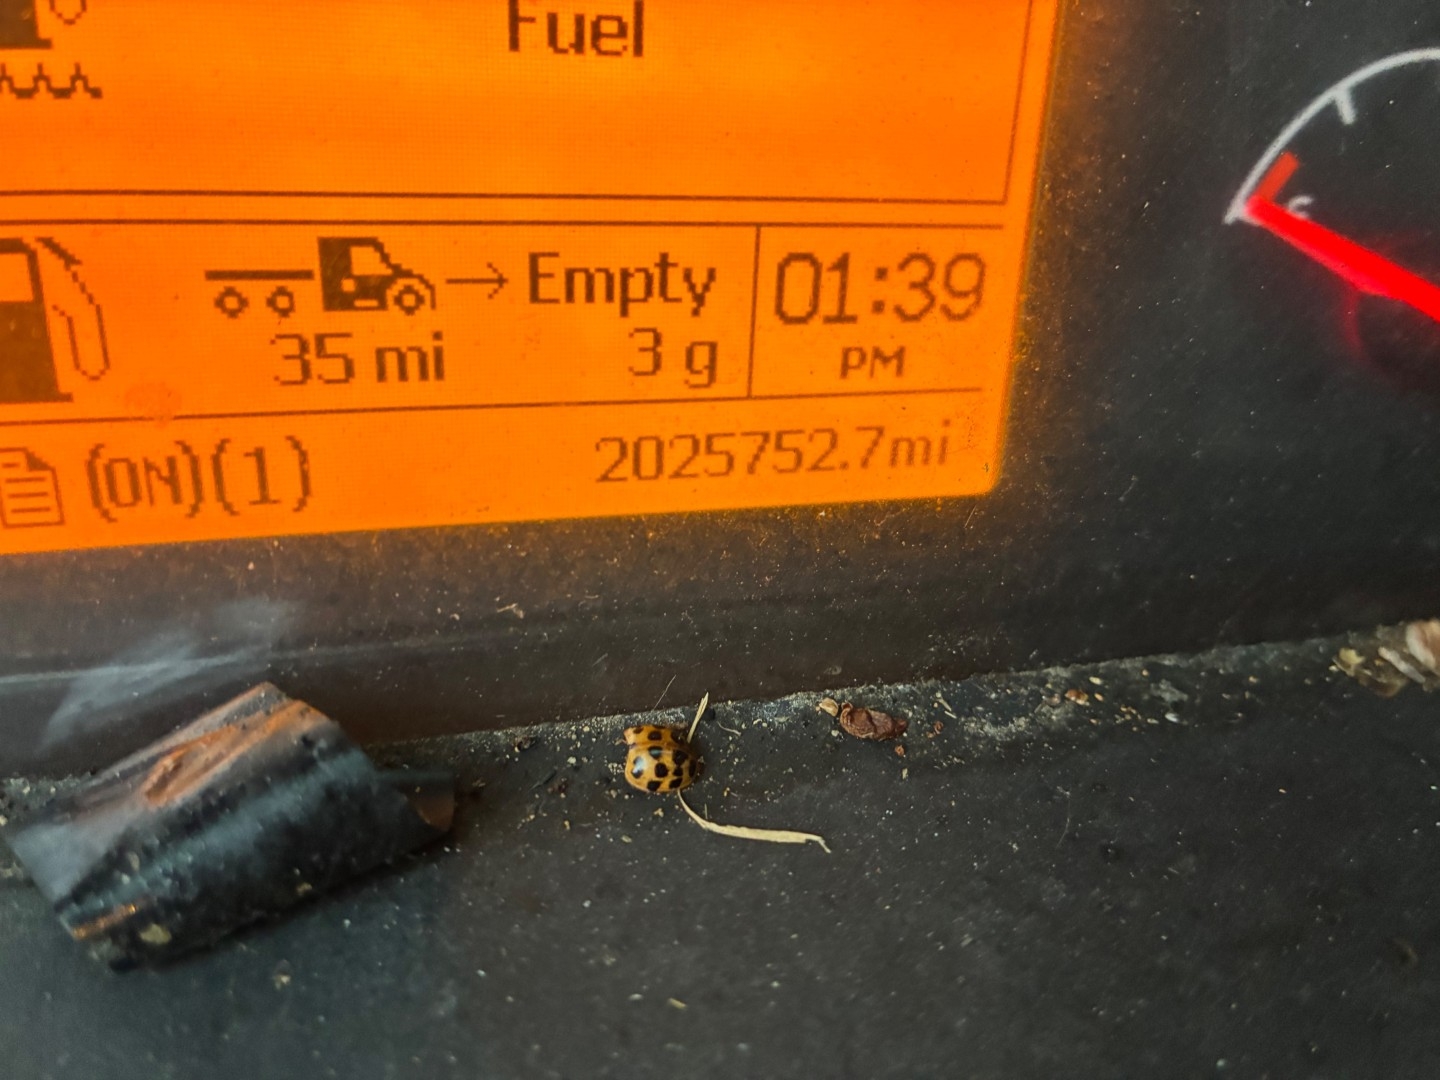 Fuel
Empty
35 mi 3 g
01:39
PM
(ON)(1)
2025752.7mi
C